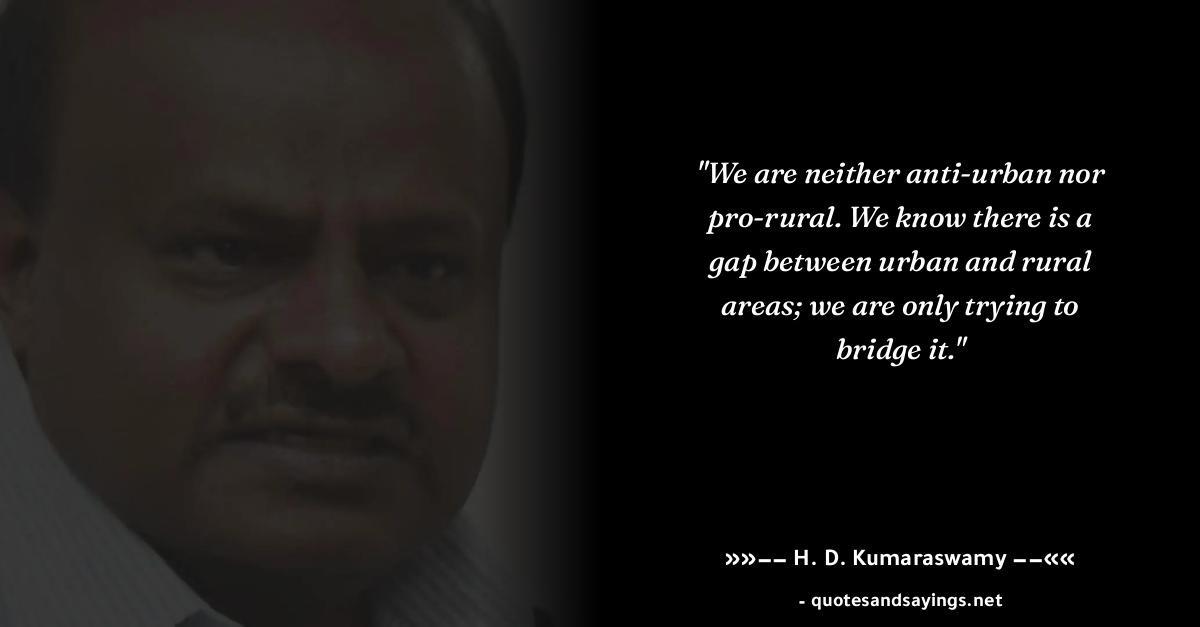 "We are neither anti-urban nor
pro-rural. We know there is a
gap between urban and rural
areas; we are only trying to
bridge it."
»»–– H. D. Kumaraswamy ––««
- quotesandsayings.net